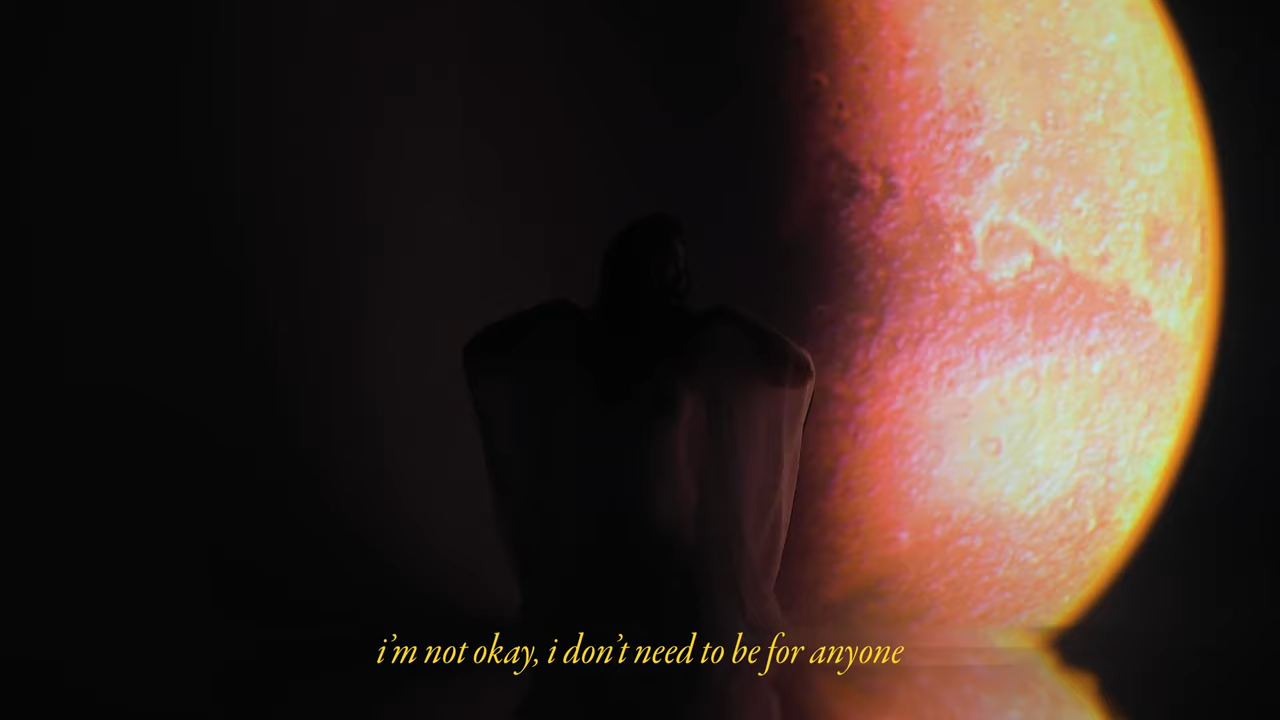 i’m not okay, i don’t need to be for anyone